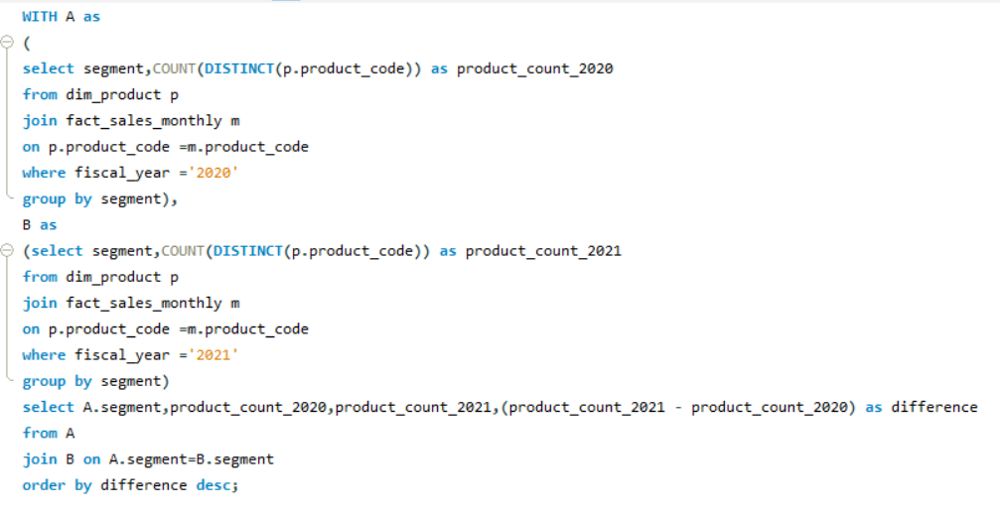 WITH A as
(
select segment,COUNT(DISTINCT(p.product_code)) as product_count_2020
from dim_product p
join fact_sales_monthly m
on p.product_code =m.product_code
where fiscal_year ='2020'
group by segment),
B as
(select segment,COUNT(DISTINCT(p.product_code)) as product_count_2021
from dim_product p
join fact_sales_monthly m
on p.product_code =m.product_code
where fiscal_year ='2021'
group by segment)
select A.segment,product_count_2020,product_count_2021,(product_count_2021 - product_count_2020) as difference
from A
join B on A.segment=B.segment
order by difference desc;